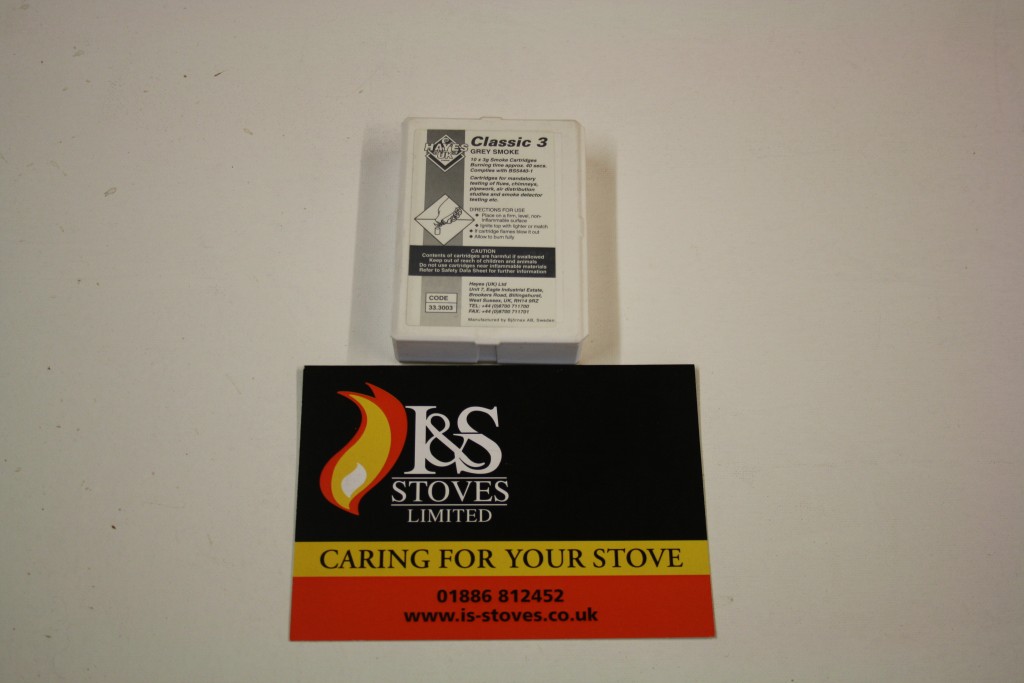 HAYES
UK
Classic 3
GREY SMOKE
10 x 3g Smoke Cartridges
Burning time approx. 40 secs.
Complies with BS5440-1
Cartridges for mandatory
testing of flues, chimneys,
pipework, air distribution
studies and smoke detector
testing etc.
DIRECTIONS FOR USE
Place on a firm, level, non-
inflammable surface
Ignite top with lighter or match
If cartridge flames blow it out
Allow to burn fully
CAUTION
Contents of cartridges are harmful if swallowed
Keep out of reach of children and animals
Do not use cartridges near inflammable materials
Refer to Safety Data Sheet for further information
CODE
33.3003
Hayes (UK) Ltd
Unit 7, Eagle Industrial Estate,
Brookers Road, Billingshurst,
West Sussex, UK, RH14 9RZ
TEL: +44 (0)8700 711700
FAX: +44 (0)8700 711701
Manufactured by Björnax AB, Sweden.
I&S
STOVES
LIMITED
CARING FOR YOUR STOVE
01886 812452
www.is-stoves.co.uk